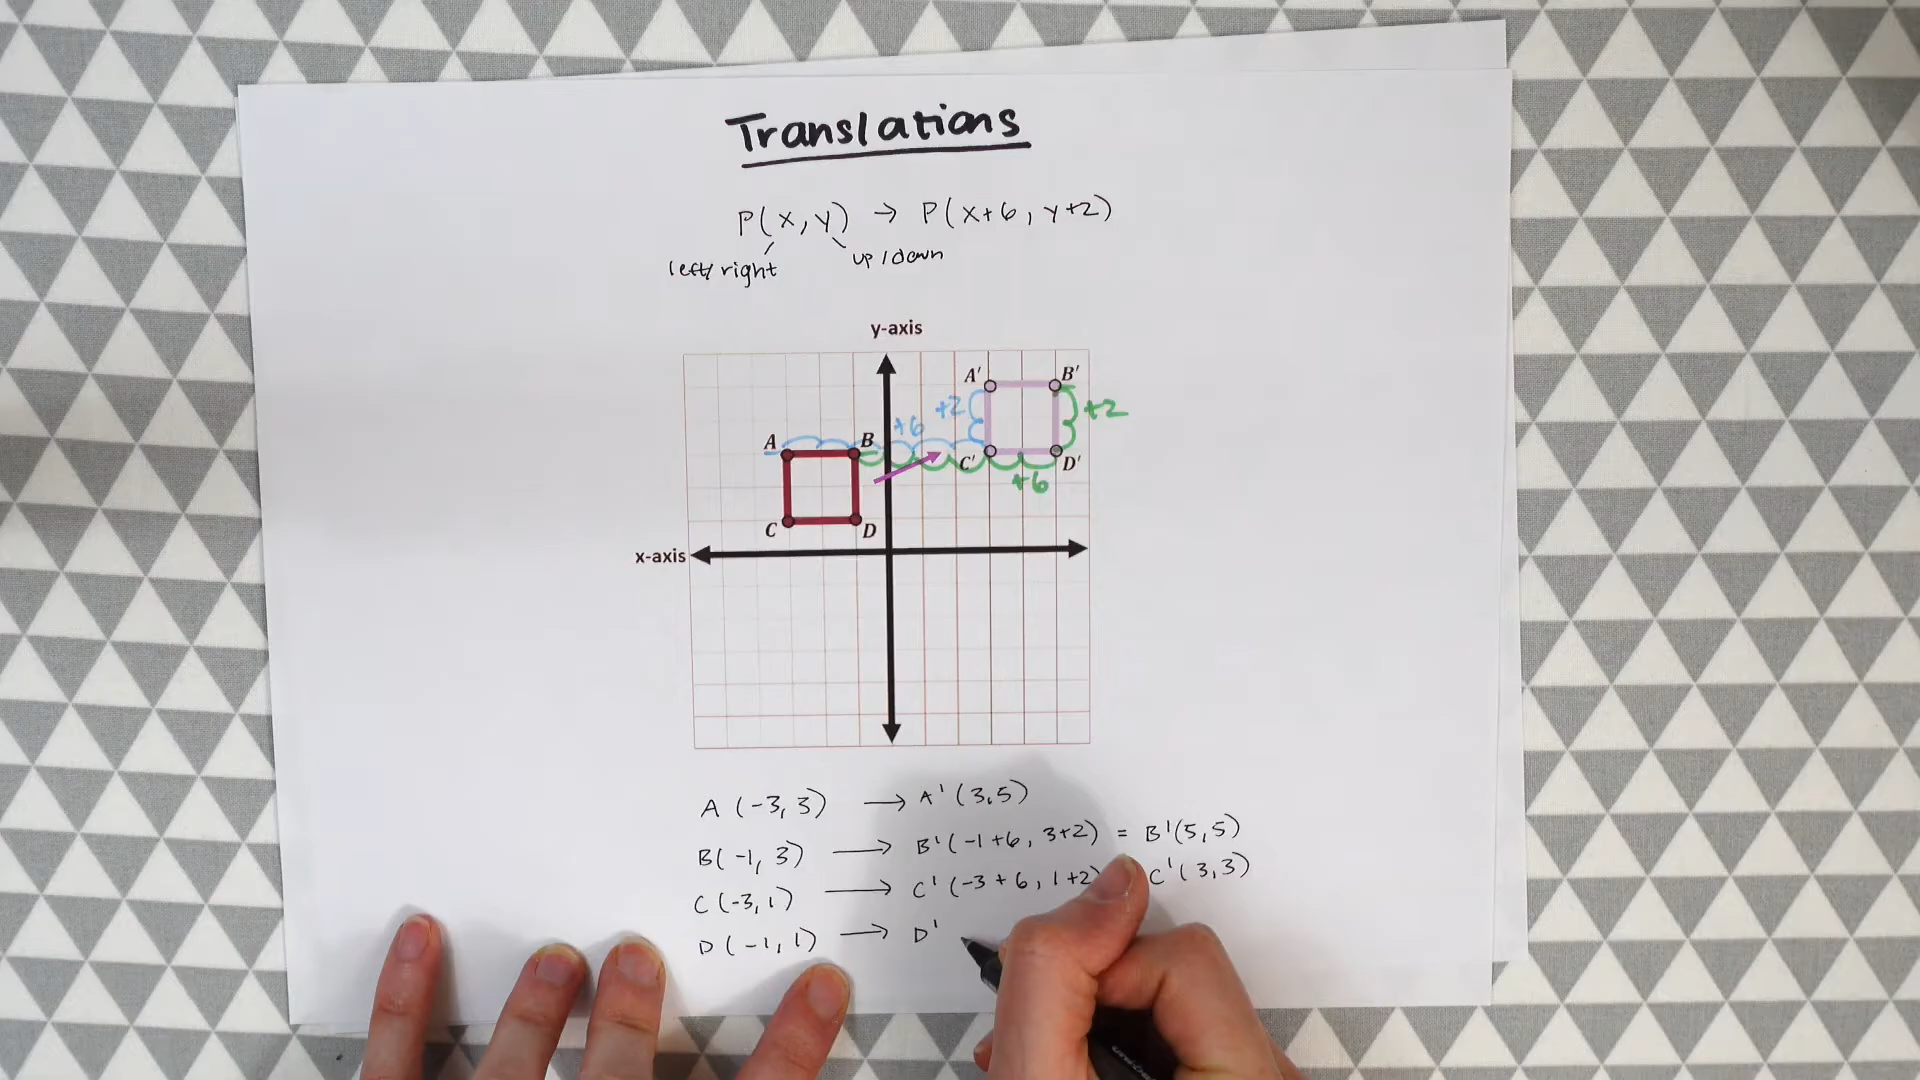 Translations
P(x,y) → P(x+6, y+2)
left/right up/down
y-axis
A' B'
+2 +2
A B +6
C' D'
+6
C D
x-axis
A (-3, 3) → A' (3,5)
B(-1, 3) → B' (-1+6, 3+2) = B'(5,5)
C (-3, 1) → C' (-3+6, 1+2) C' (3,3)
D (-1, 1) → D'